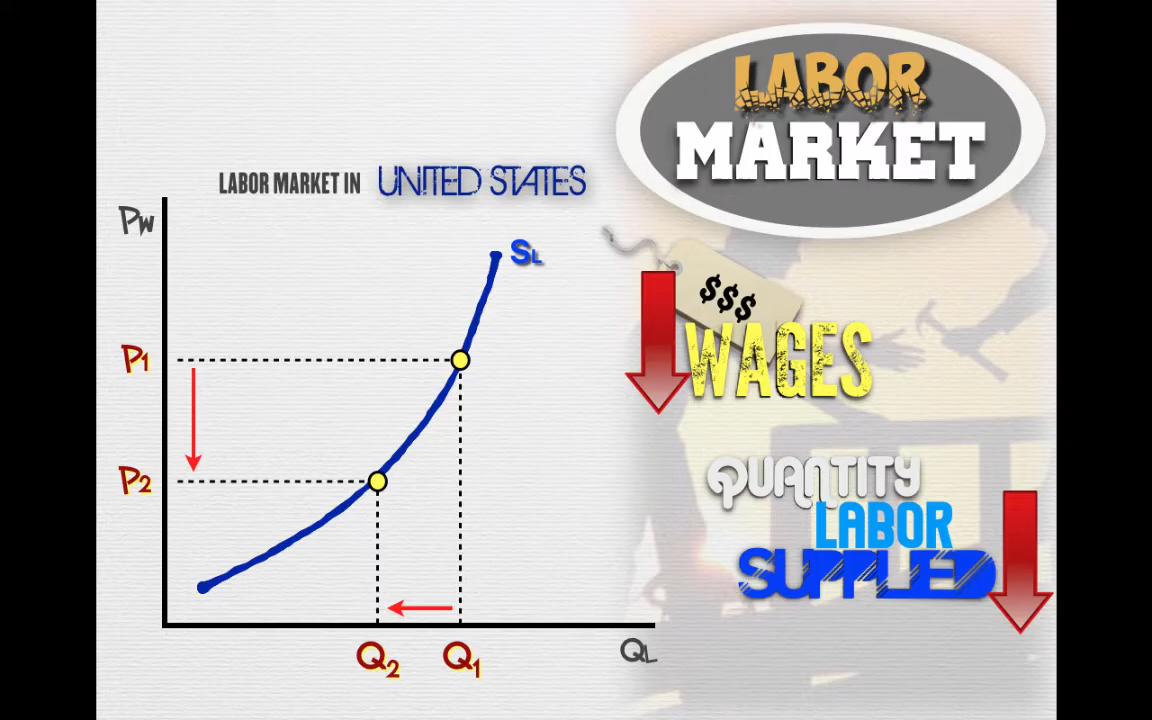 LABOR
MARKET
LABOR MARKET IN UNITED STATES
PW
SL
$$$
WAGES
P1
P2
QUANTITY
LABOR
SUPPLIED
Q2
Q1
QL